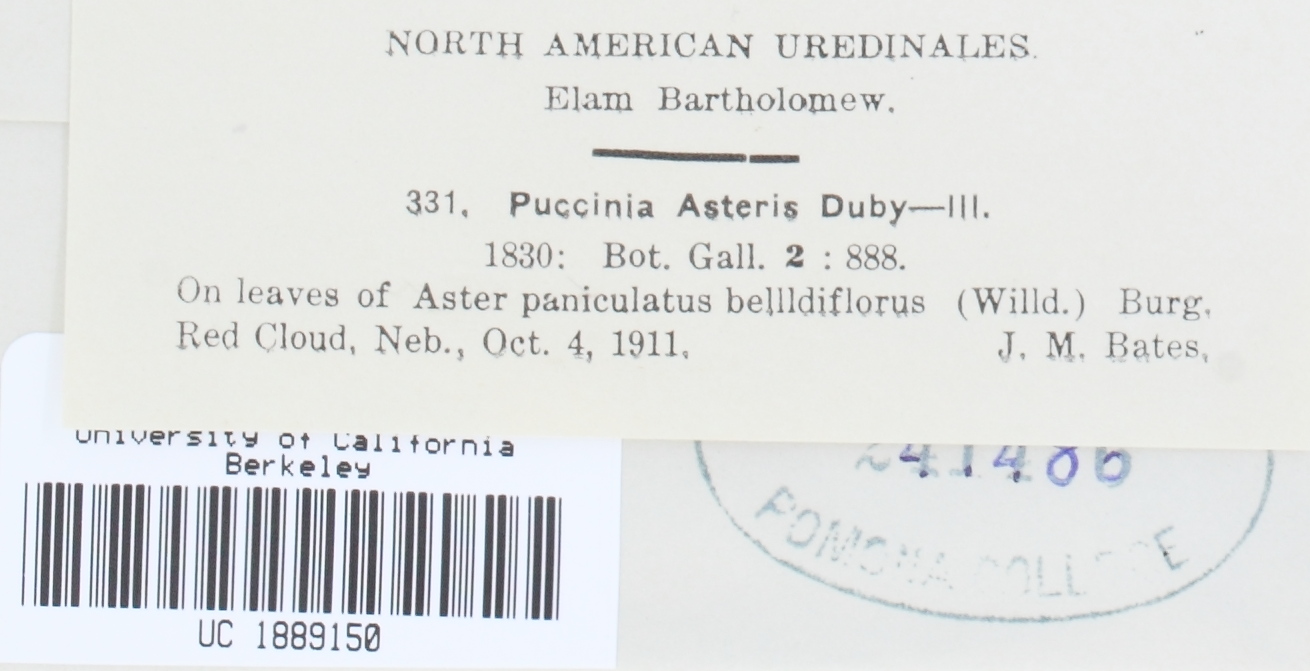 NORTH AMERICAN UREDINALES.
Elam Bartholomew.
331. Puccinia Asteris Duby—III.
1830: Bot. Gall. 2 : 888.
On leaves of Aster paniculatus bellldiflorus (Willd.) Burg.
Red Cloud, Neb., Oct. 4, 1911. J. M. Bates.
University of California
Berkeley
UC 1889150
POMONA COLLEGE